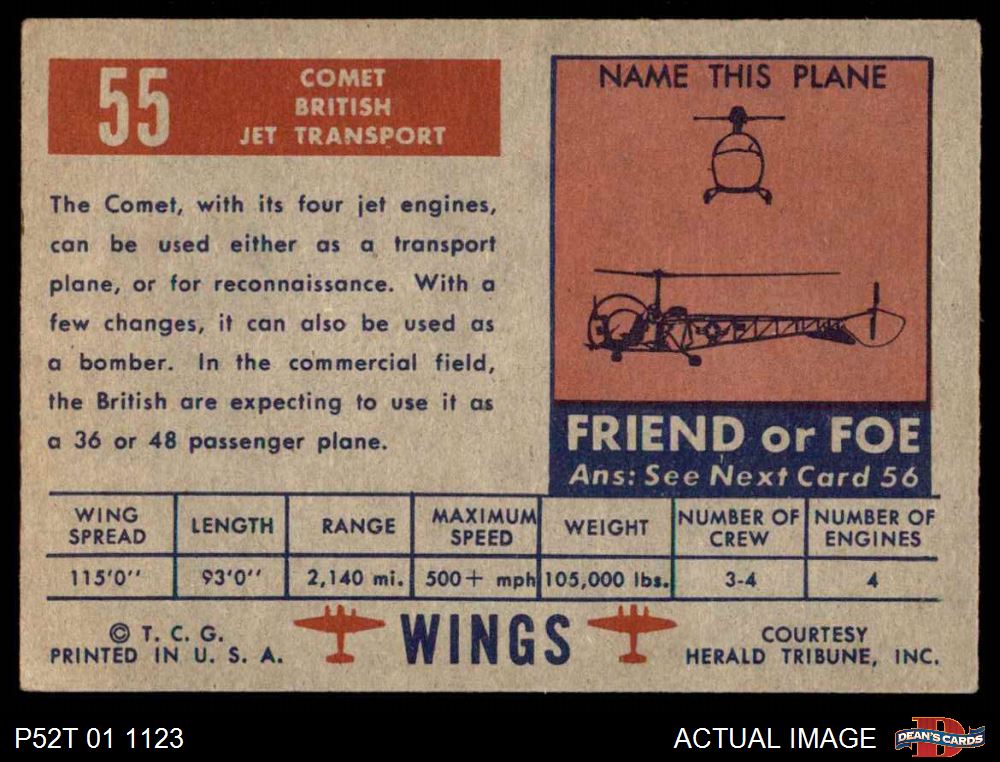 55
COMET
BRITISH
JET TRANSPORT
The Comet, with its four jet engines,
can be used either as a transport
plane, or for reconnaissance. With a
few changes, it can also be used as
a bomber. In the commercial field,
the British are expecting to use it as
a 36 or 48 passenger plane.
NAME THIS PLANE
FRIEND or FOE
Ans: See Next Card 56
WING SPREAD LENGTH RANGE MAXIMUM SPEED WEIGHT NUMBER OF CREW NUMBER OF ENGINES
115'0'' 93'0'' 2,140 mi. 500+ mph 105,000 lbs. 3-4 4
© T. C. G.
PRINTED IN U. S. A.
WINGS
COURTESY
HERALD TRIBUNE, INC.
P52T 01 1123
ACTUAL IMAGE
D
DEAN'S CARDS